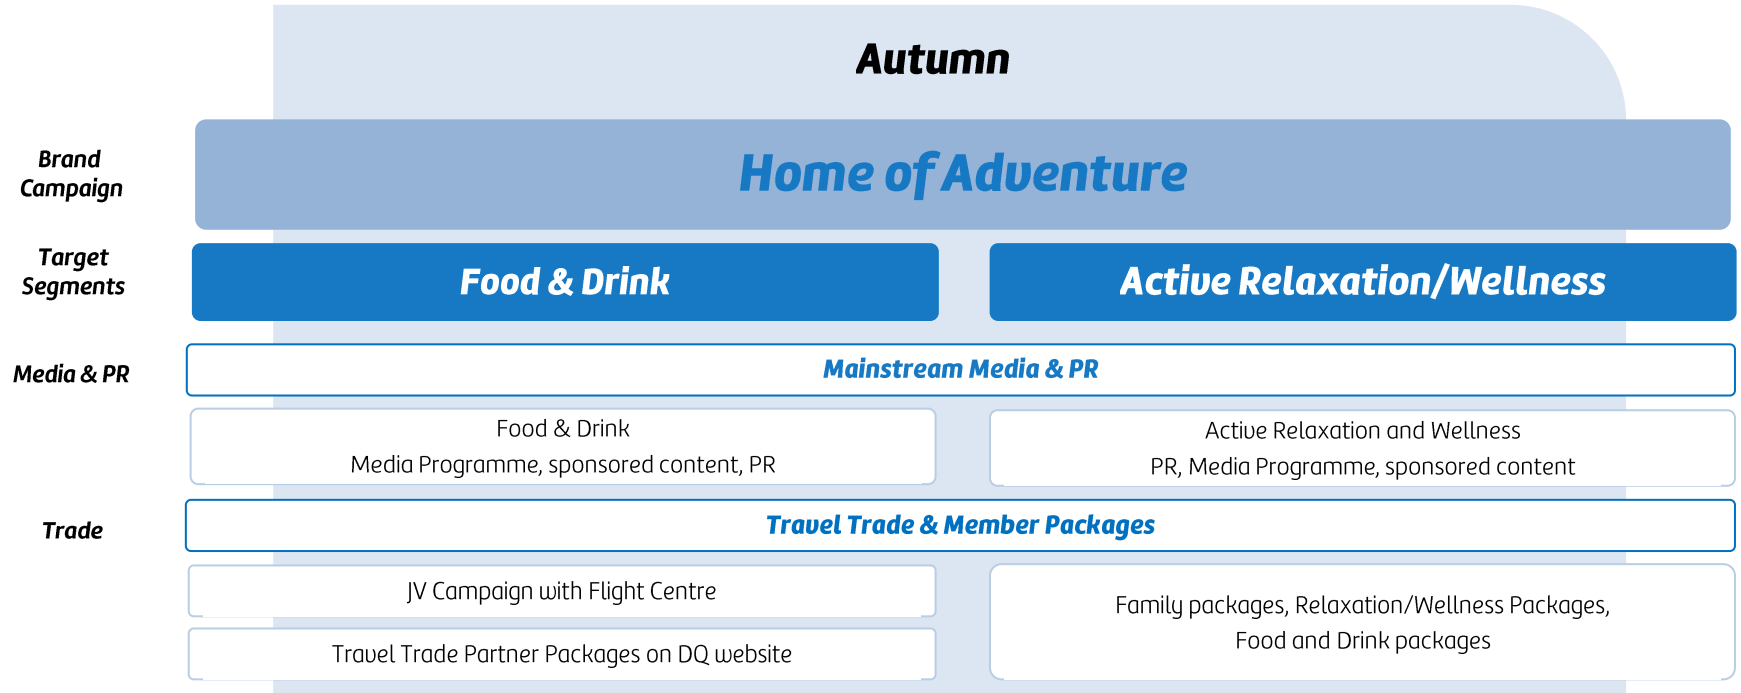 Autumn
Brand
Campaign
Home of Adventure
Target
Segments
Food & Drink
Active Relaxation/Wellness
Media & PR
Mainstream Media & PR
Food & Drink
Media Programme, sponsored content, PR
Active Relaxation and Wellness
PR, Media Programme, sponsored content
Trade
Travel Trade & Member Packages
JV Campaign with Flight Centre
Travel Trade Partner Packages on DQ website
Family packages, Relaxation/Wellness Packages,
Food and Drink packages